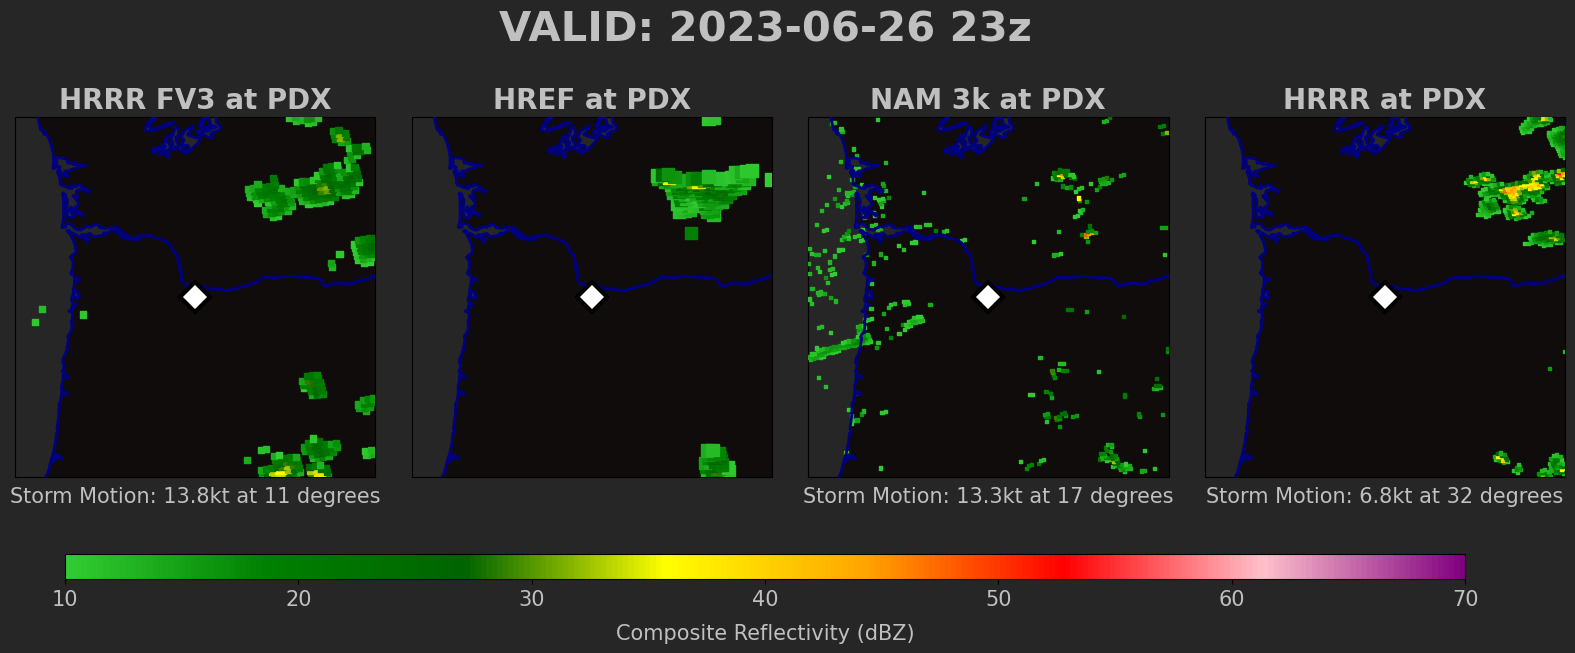 VALID: 2023-06-26 23z
HRRR FV3 at PDX
HREF at PDX
NAM 3k at PDX
HRRR at PDX
Storm Motion: 13.8kt at 11 degrees
Storm Motion: 13.3kt at 17 degrees
Storm Motion: 6.8kt at 32 degrees
10 20 30 40 50 60 70
Composite Reflectivity (dBZ)